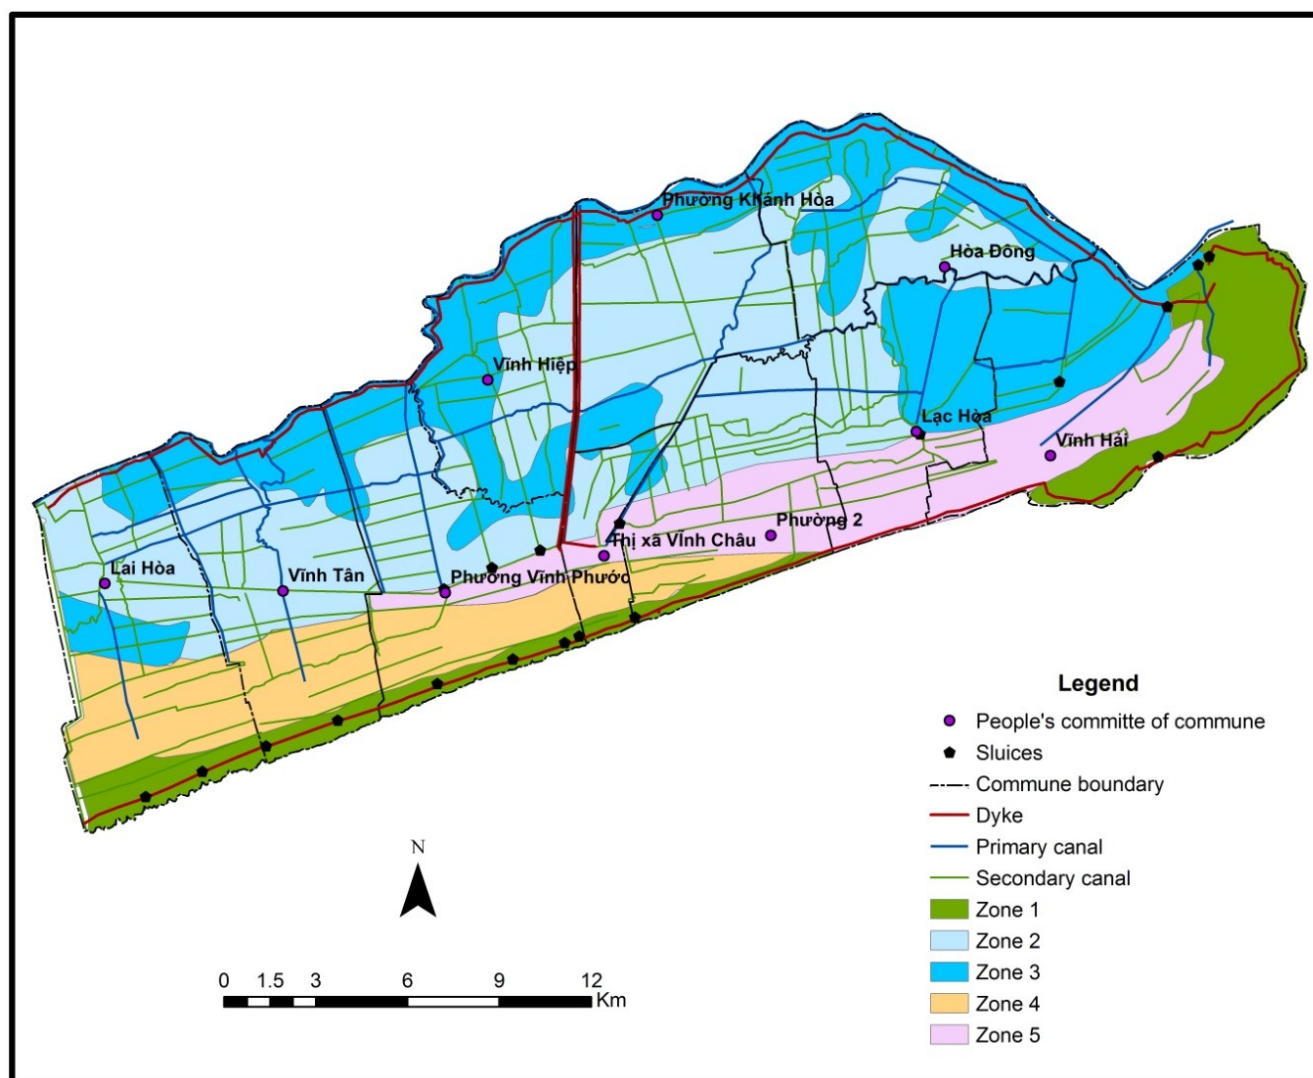 Phường Khánh Hòa
Hòa Đông
Vĩnh Hiệp
Lạc Hòa
Vĩnh Hải
Phường 2
Thị xã Vĩnh Châu
Lai Hòa
Vĩnh Tân
Phường Vĩnh Phước
Legend
People's committe of commune
Sluices
Commune boundary
Dyke
Primary canal
Secondary canal
Zone 1
Zone 2
Zone 3
Zone 4
Zone 5
N
0 1.5 3 6 9 12
Km